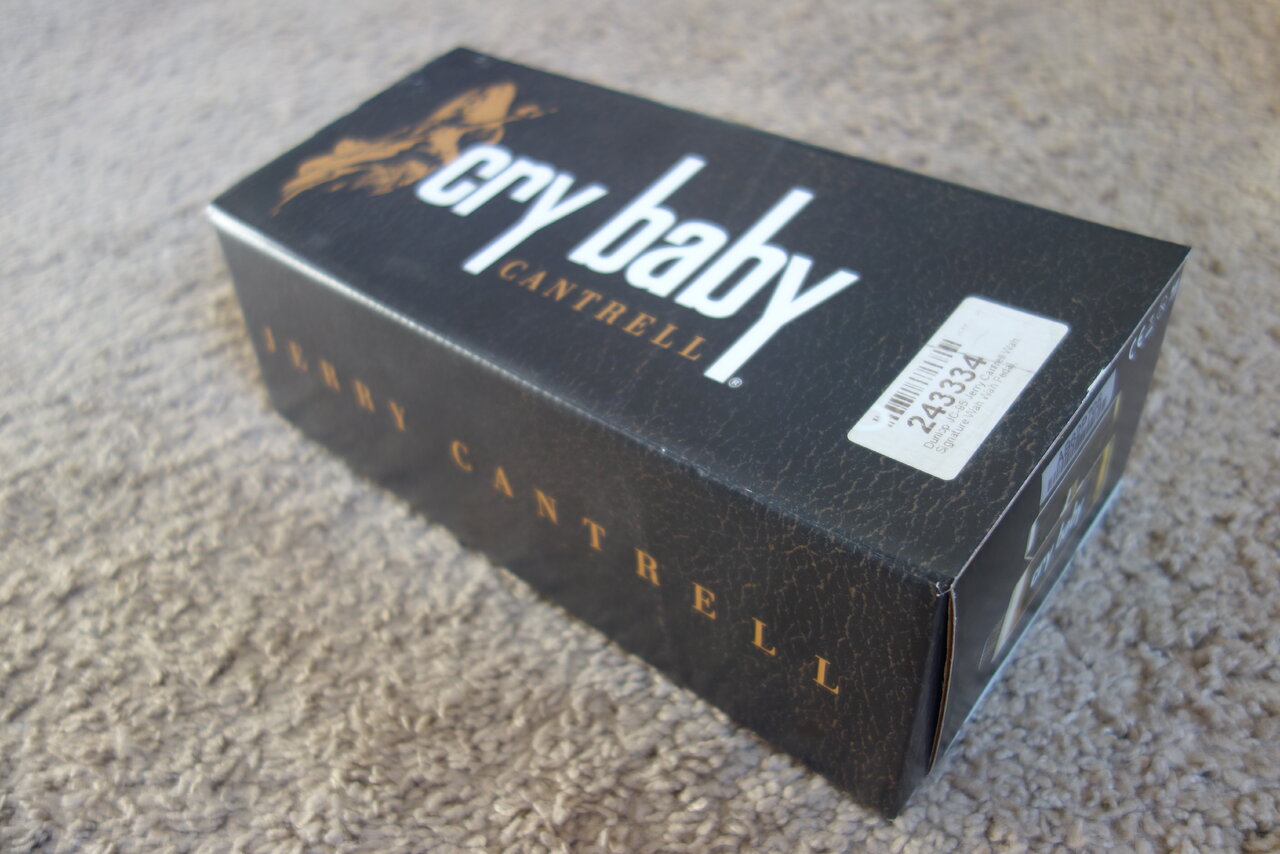 cry baby
CANTRELL
®
243334
Dunlop JC-95 Jerry Cantrell Wah
Signature Wah Wah Pedal
JERRY CANTRELL